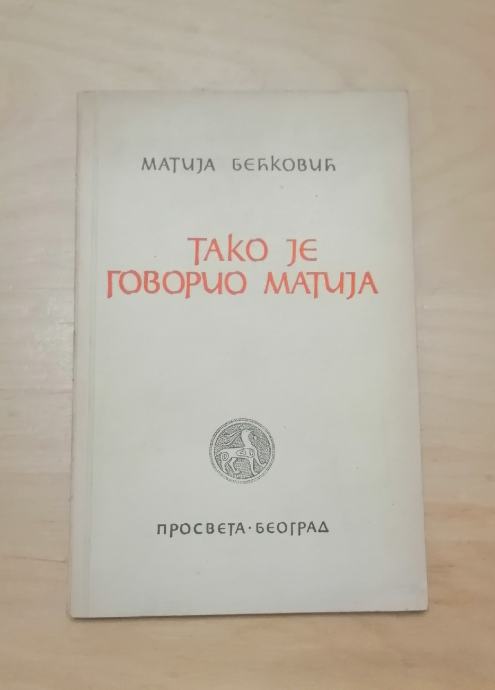 МАТИЈА БЕЋКОВИЋ
ТАКО ЈЕ
ГОВОРИО МАТИЈА
ПРОСВЕТА · БЕОГРАД